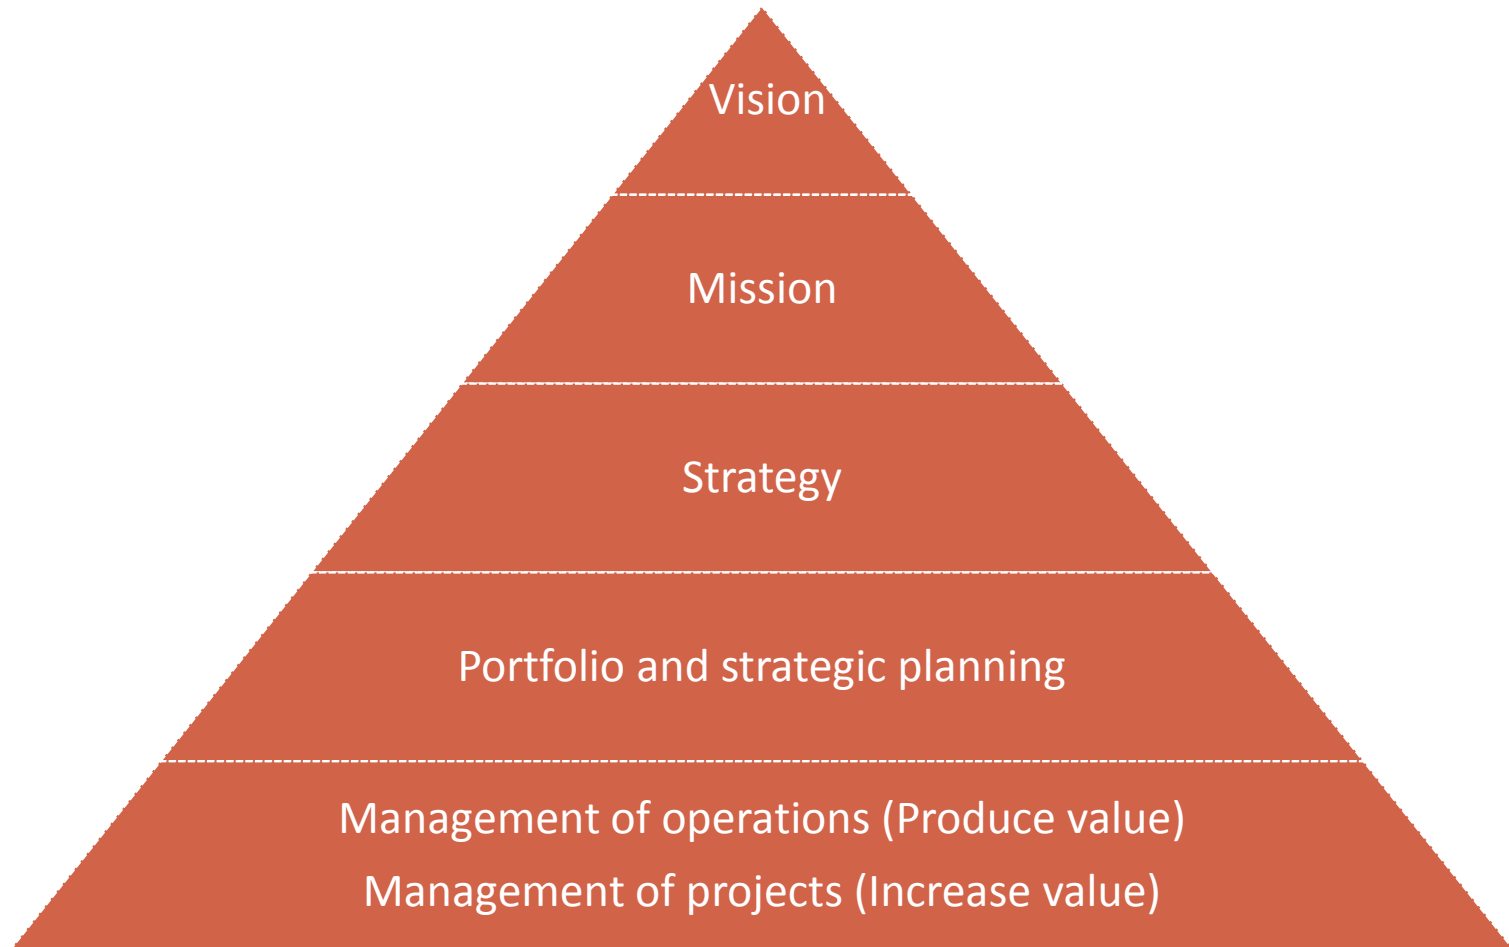 Vision
Mission
Strategy
Portfolio and strategic planning
Management of operations (Produce value)
Management of projects (Increase value)